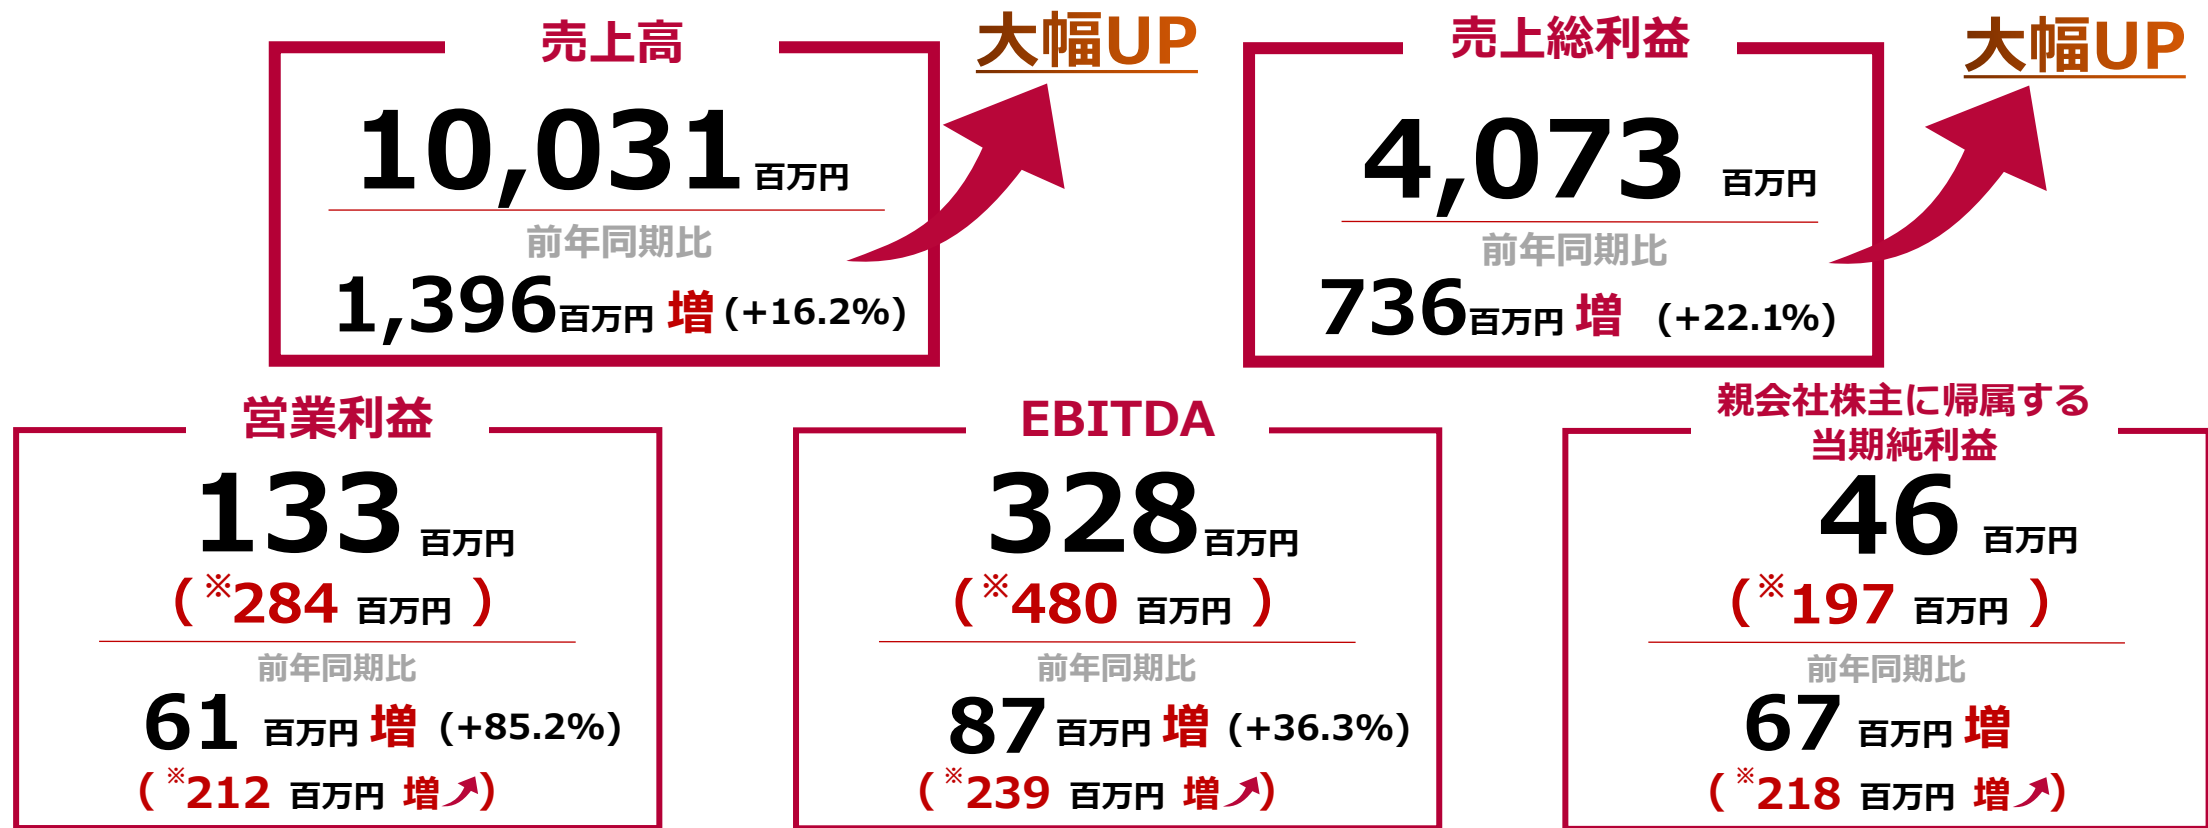 売上高
大幅UP
10,031 百万円
前年同期比
1,396百万円 増 (+16.2%)
売上総利益
大幅UP
4,073 百万円
前年同期比
736百万円 増 (+22.1%)
営業利益
133 百万円
(※284 百万円 )
前年同期比
61 百万円 増 (+85.2%)
(※212 百万円 増 )
EBITDA
328百万円
(※480 百万円 )
前年同期比
87 百万円 増 (+36.3%)
(※239 百万円 増 )
親会社株主に帰属する
当期純利益
46 百万円
(※197 百万円 )
前年同期比
67 百万円 増
(※218 百万円 増 )